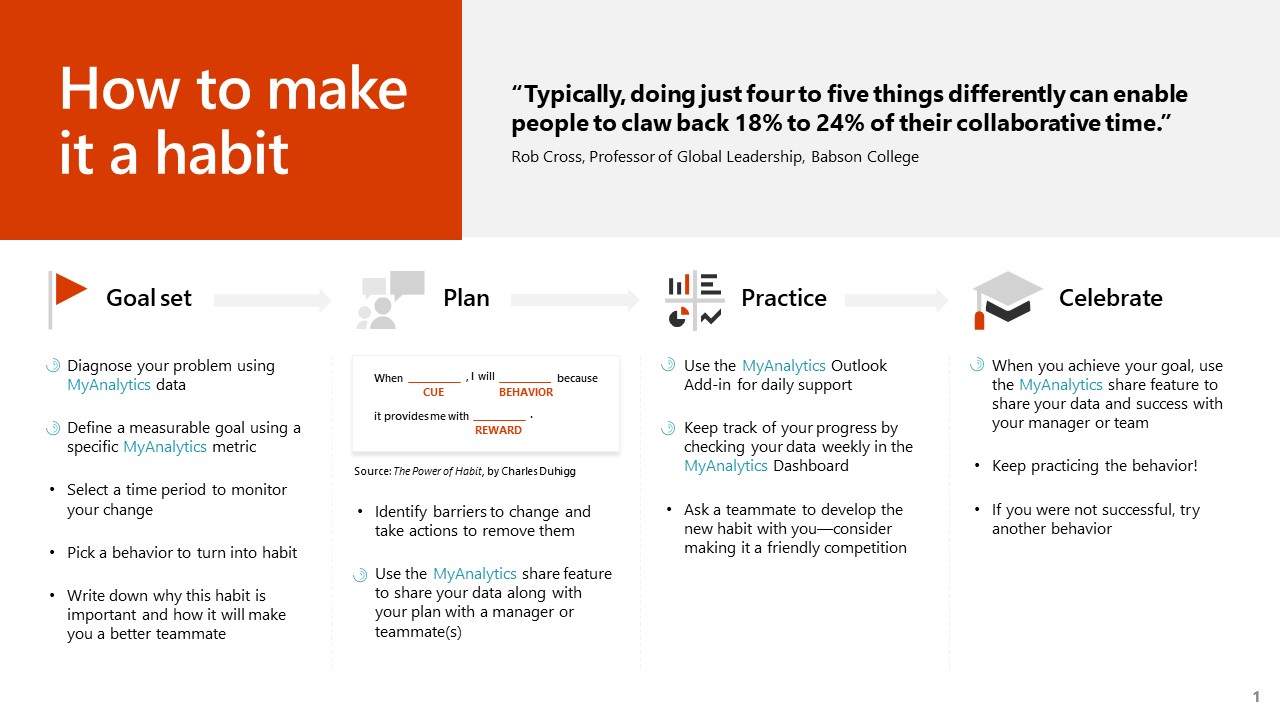 How to make
it a habit
“Typically, doing just four to five things differently can enable
people to claw back 18% to 24% of their collaborative time.”
Rob Cross, Professor of Global Leadership, Babson College
Goal set
Diagnose your problem using
MyAnalytics data
Define a measurable goal using a
specific MyAnalytics metric
• Select a time period to monitor
your change
• Pick a behavior to turn into habit
• Write down why this habit is
important and how it will make
you a better teammate
Plan
When ________ , I will ________ because
CUE BEHAVIOR
it provides me with ________ .
REWARD
Source: The Power of Habit, by Charles Duhigg
• Identify barriers to change and
take actions to remove them
Use the MyAnalytics share feature
to share your data along with
your plan with a manager or
teammate(s)
Practice
Use the MyAnalytics Outlook
Add-in for daily support
Keep track of your progress by
checking your data weekly in the
MyAnalytics Dashboard
• Ask a teammate to develop the
new habit with you—consider
making it a friendly competition
Celebrate
When you achieve your goal, use
the MyAnalytics share feature to
share your data and success with
your manager or team
• Keep practicing the behavior!
• If you were not successful, try
another behavior
1